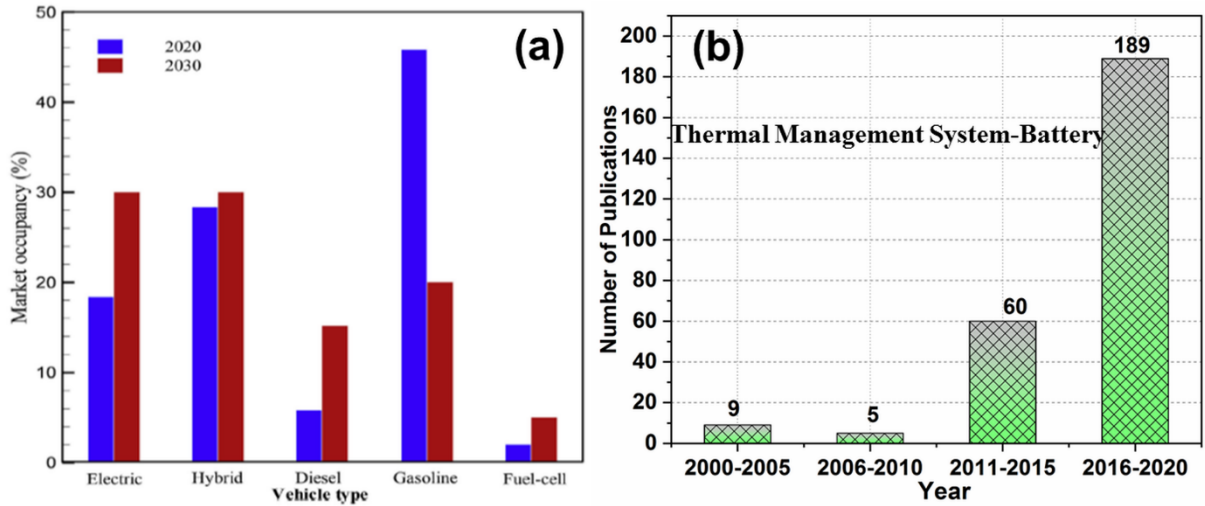 (a)
2020
2030
50
40
30
20
10
0
Market occupancy (%)
Electric Hybrid Diesel Gasoline Fuel-cell
Vehicle type
(b)
Thermal Management System-Battery
200
180
160
140
120
100
80
60
40
20
0
Number of Publications
9
5
60
189
2000-2005 2006-2010 2011-2015 2016-2020
Year